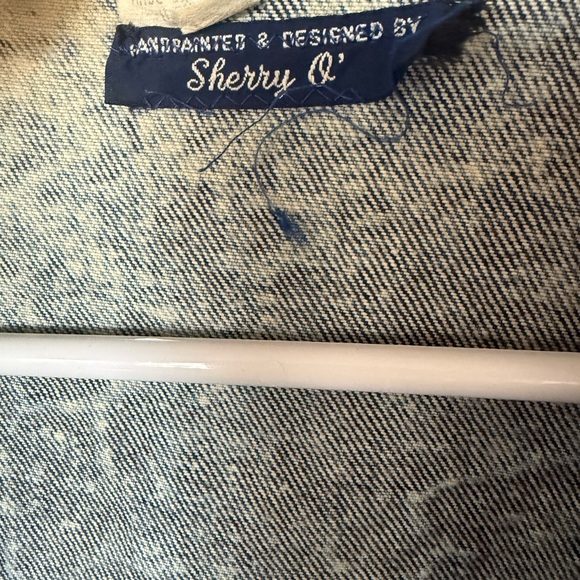 HANDPAINTED & DESIGNED BY
Sherry Q'